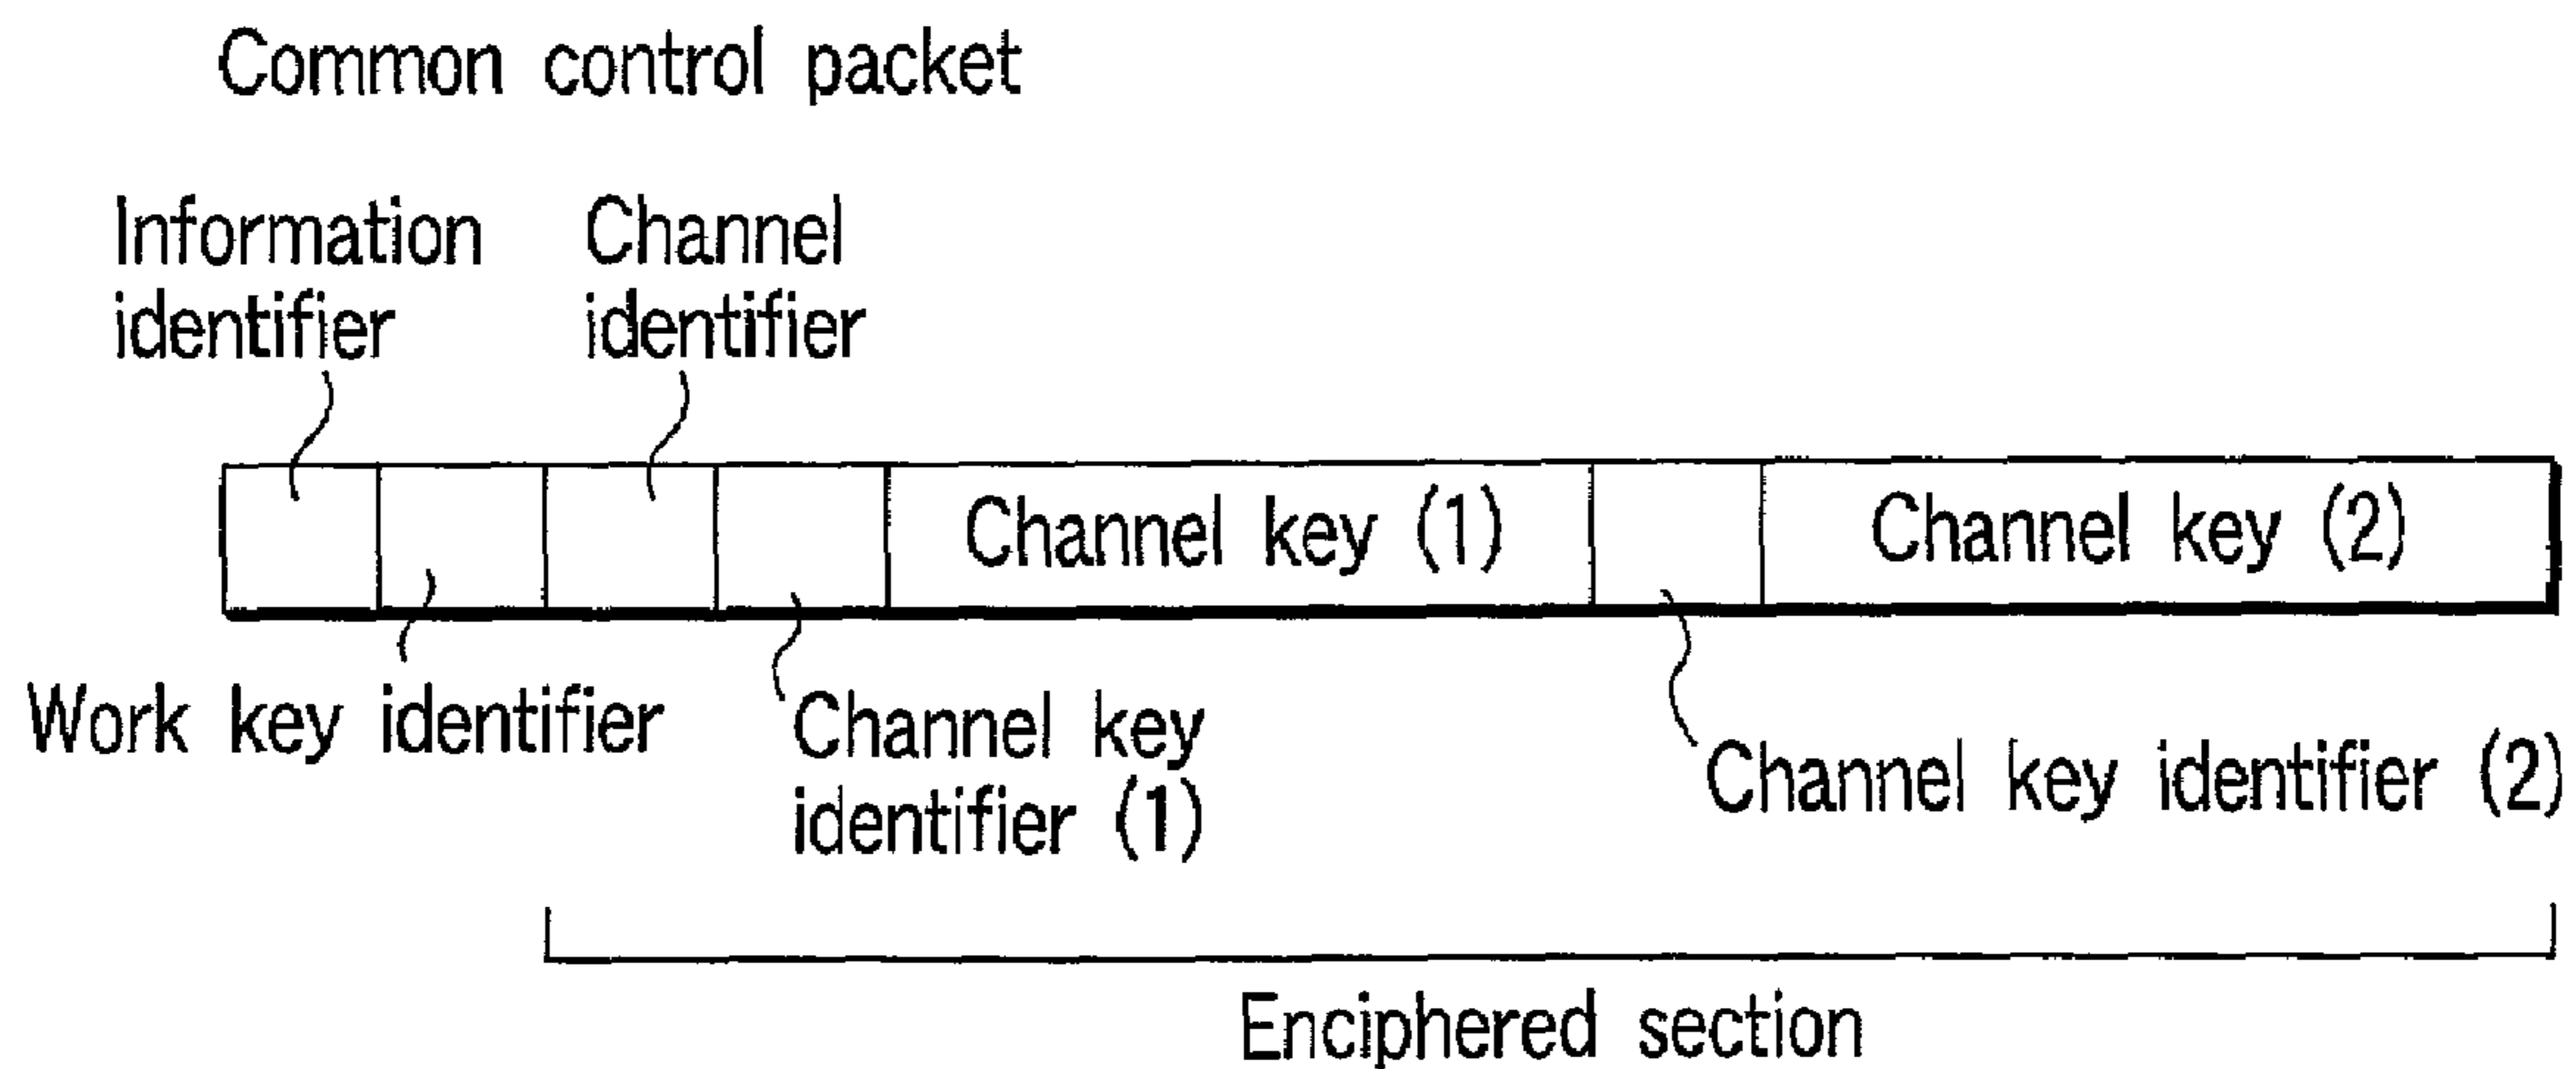 Common control packet
Information
identifier
Channel
identifier
Channel key (1)
Channel key (2)
Work key identifier
Channel key
identifier (1)
Channel key identifier (2)
Enciphered section